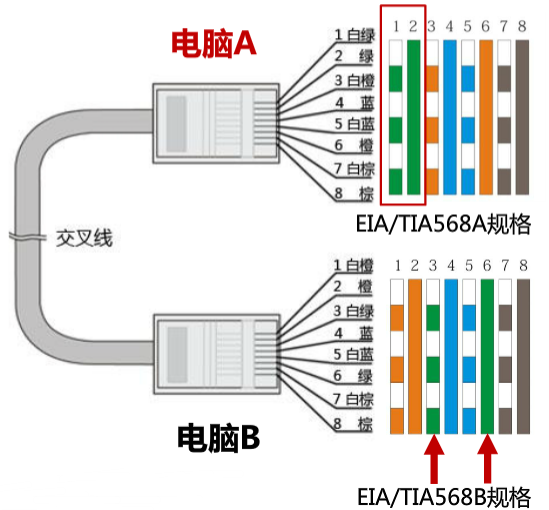 电脑A
1 白绿
2 绿
3 白橙
4 蓝
5 白蓝
6 橙
7 白棕
8 棕
1 2 3 4 5 6 7 8
EIA/TIA568A规格
交叉线
1 白橙
2 橙
3 白绿
4 蓝
5 白蓝
6 绿
7 白棕
8 棕
1 2 3 4 5 6 7 8
电脑B
EIA/TIA568B规格